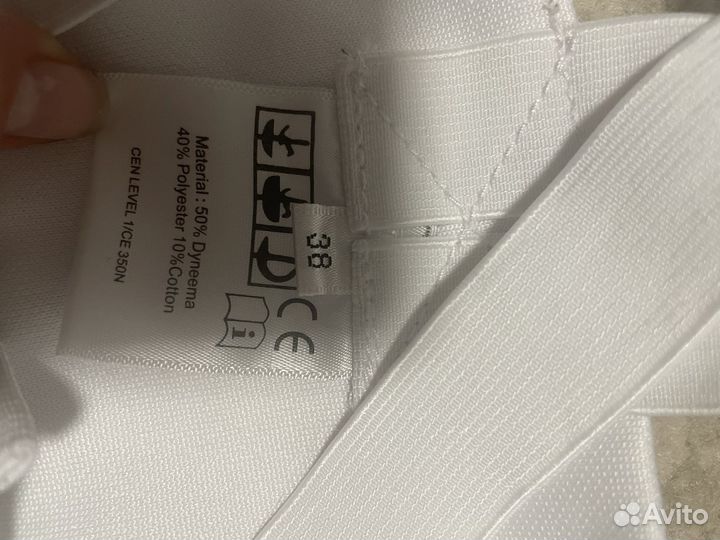 Material : 50% Dyneema
40% Polyester 10%Cotton
CEN LEVEL 1/CE 350N
38
i
CE
Avito